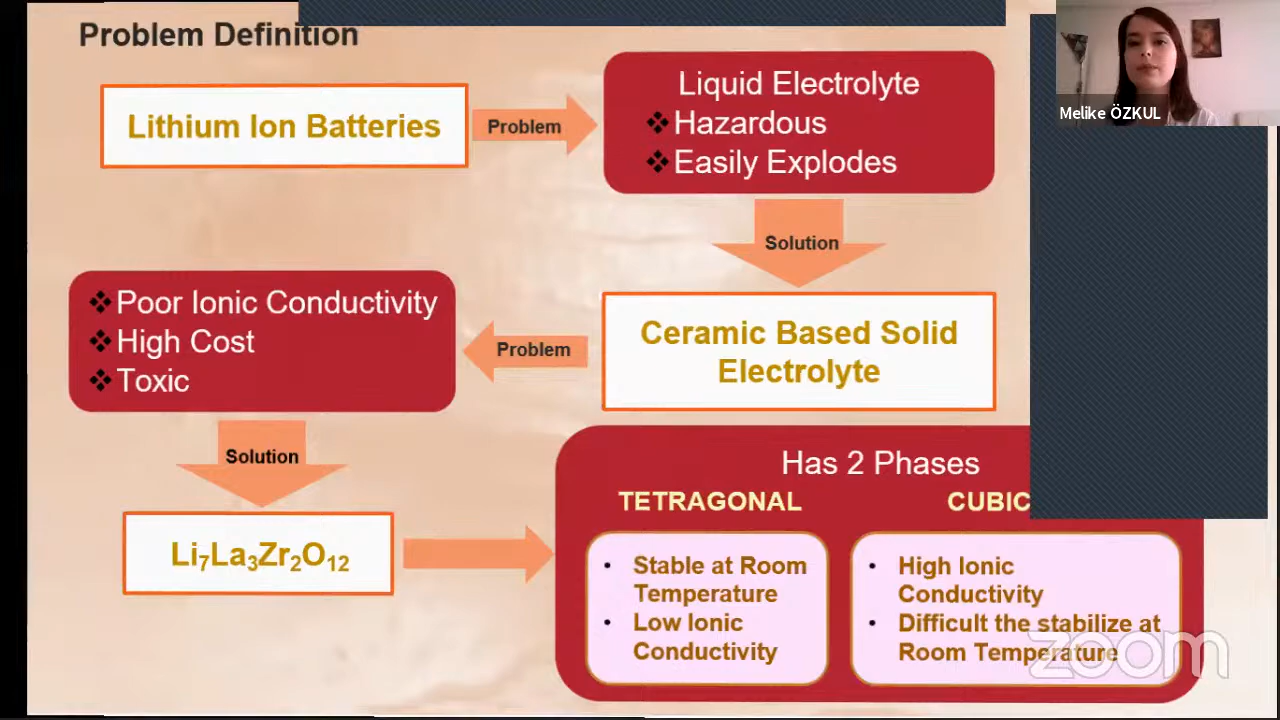 Problem Definition
Lithium Ion Batteries
Problem
Liquid Electrolyte
❖ Hazardous
❖ Easily Explodes
Melike ÖZKUL
Solution
Ceramic Based Solid
Electrolyte
Problem
❖ Poor Ionic Conductivity
❖ High Cost
❖ Toxic
Solution
Li₇La₃Zr₂O₁₂
Has 2 Phases
TETRAGONAL
• Stable at Room
Temperature
• Low Ionic
Conductivity
CUBIC
• High Ionic
Conductivity
• Difficult the stabilize at
Room Temperature
zoom